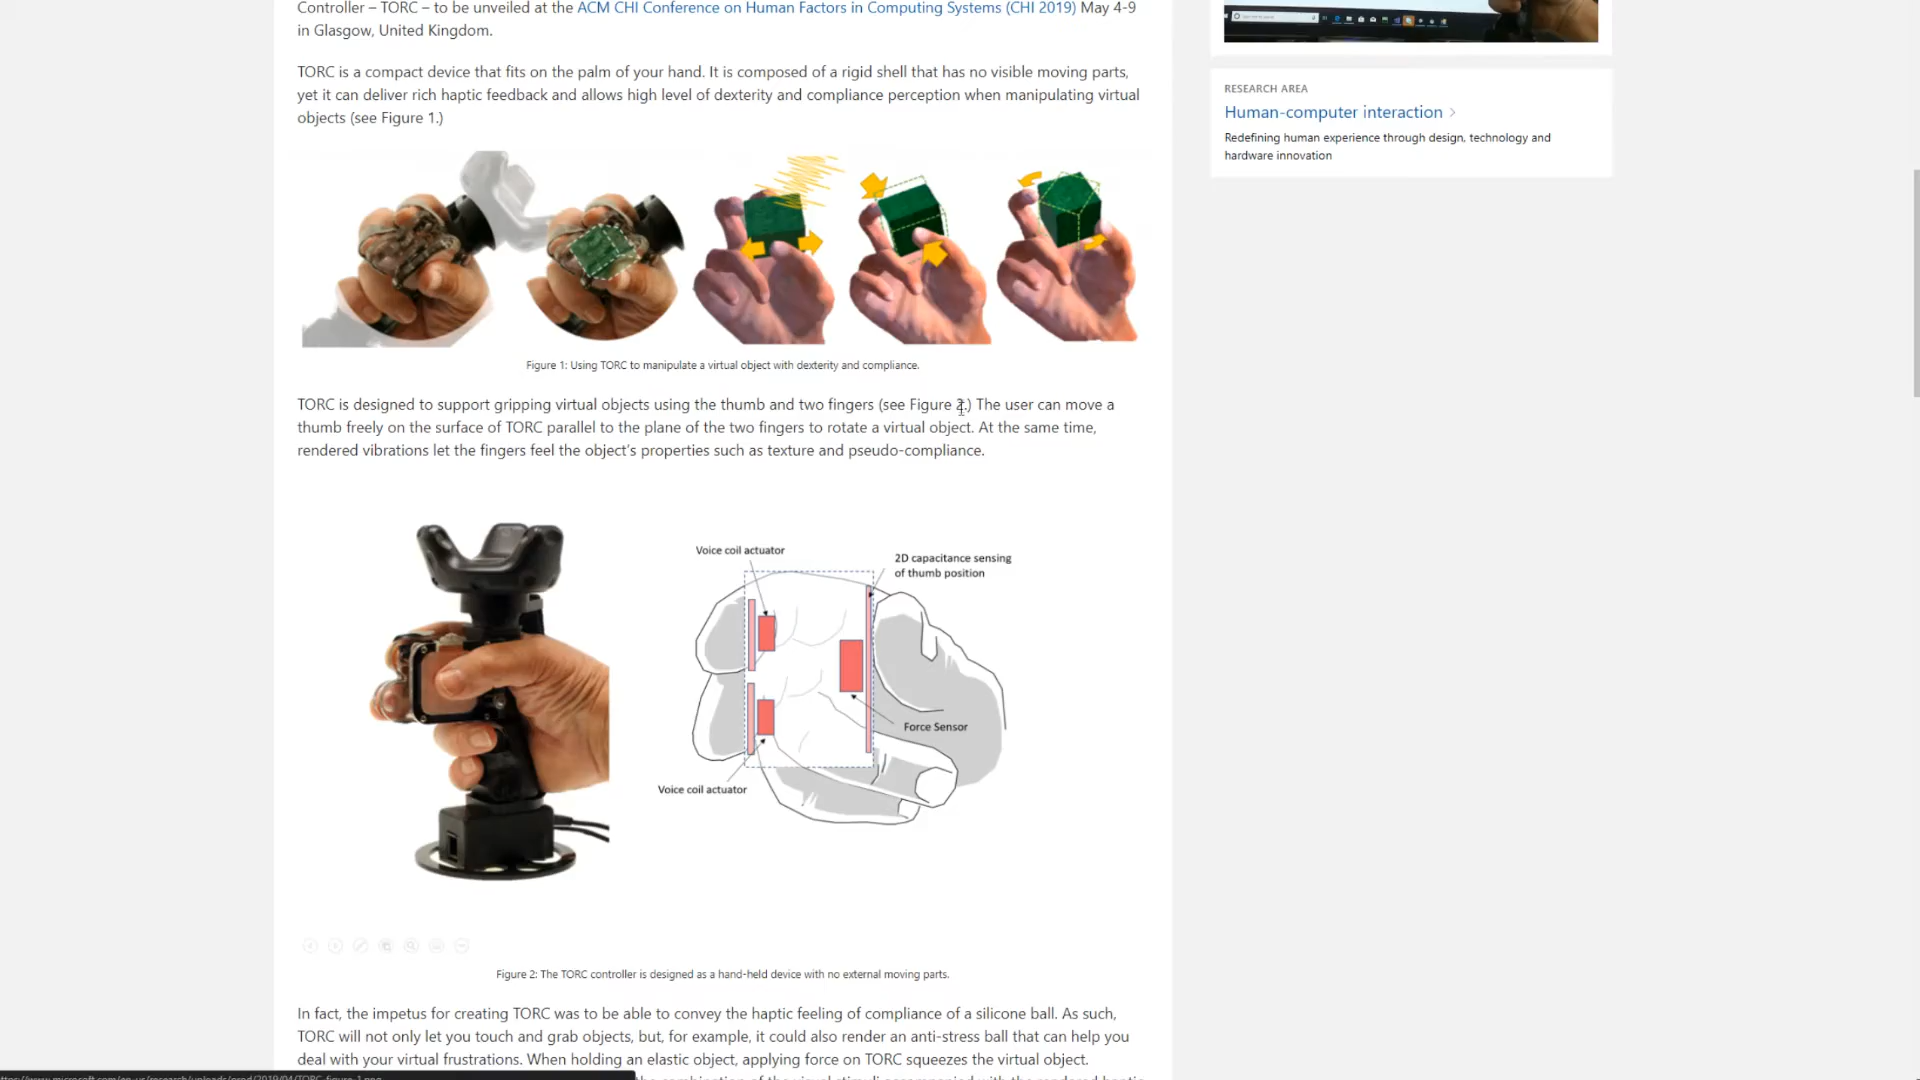 Controller – TORC – to be unveiled at the ACM CHI Conference on Human Factors in Computing Systems (CHI 2019) May 4-9
in Glasgow, United Kingdom.
TORC is a compact device that fits on the palm of your hand. It is composed of a rigid shell that has no visible moving parts,
yet it can deliver rich haptic feedback and allows high level of dexterity and compliance perception when manipulating virtual
objects (see Figure 1.)
Figure 1: Using TORC to manipulate a virtual object with dexterity and compliance.
TORC is designed to support gripping virtual objects using the thumb and two fingers (see Figure 2.) The user can move a
thumb freely on the surface of TORC parallel to the plane of the two fingers to rotate a virtual object. At the same time,
rendered vibrations let the fingers feel the object's properties such as texture and pseudo-compliance.
Voice coil actuator
2D capacitance sensing
of thumb position
Force Sensor
Voice coil actuator
Figure 2: The TORC controller is designed as a hand-held device with no external moving parts.
In fact, the impetus for creating TORC was to be able to convey the haptic feeling of compliance of a silicone ball. As such,
TORC will not only let you touch and grab objects, but, for example, it could also render an anti-stress ball that can help you
deal with your virtual frustrations. When holding an elastic object, applying force on TORC squeezes the virtual object.
RESEARCH AREA
Human-computer interaction
Redefining human experience through design, technology and
hardware innovation